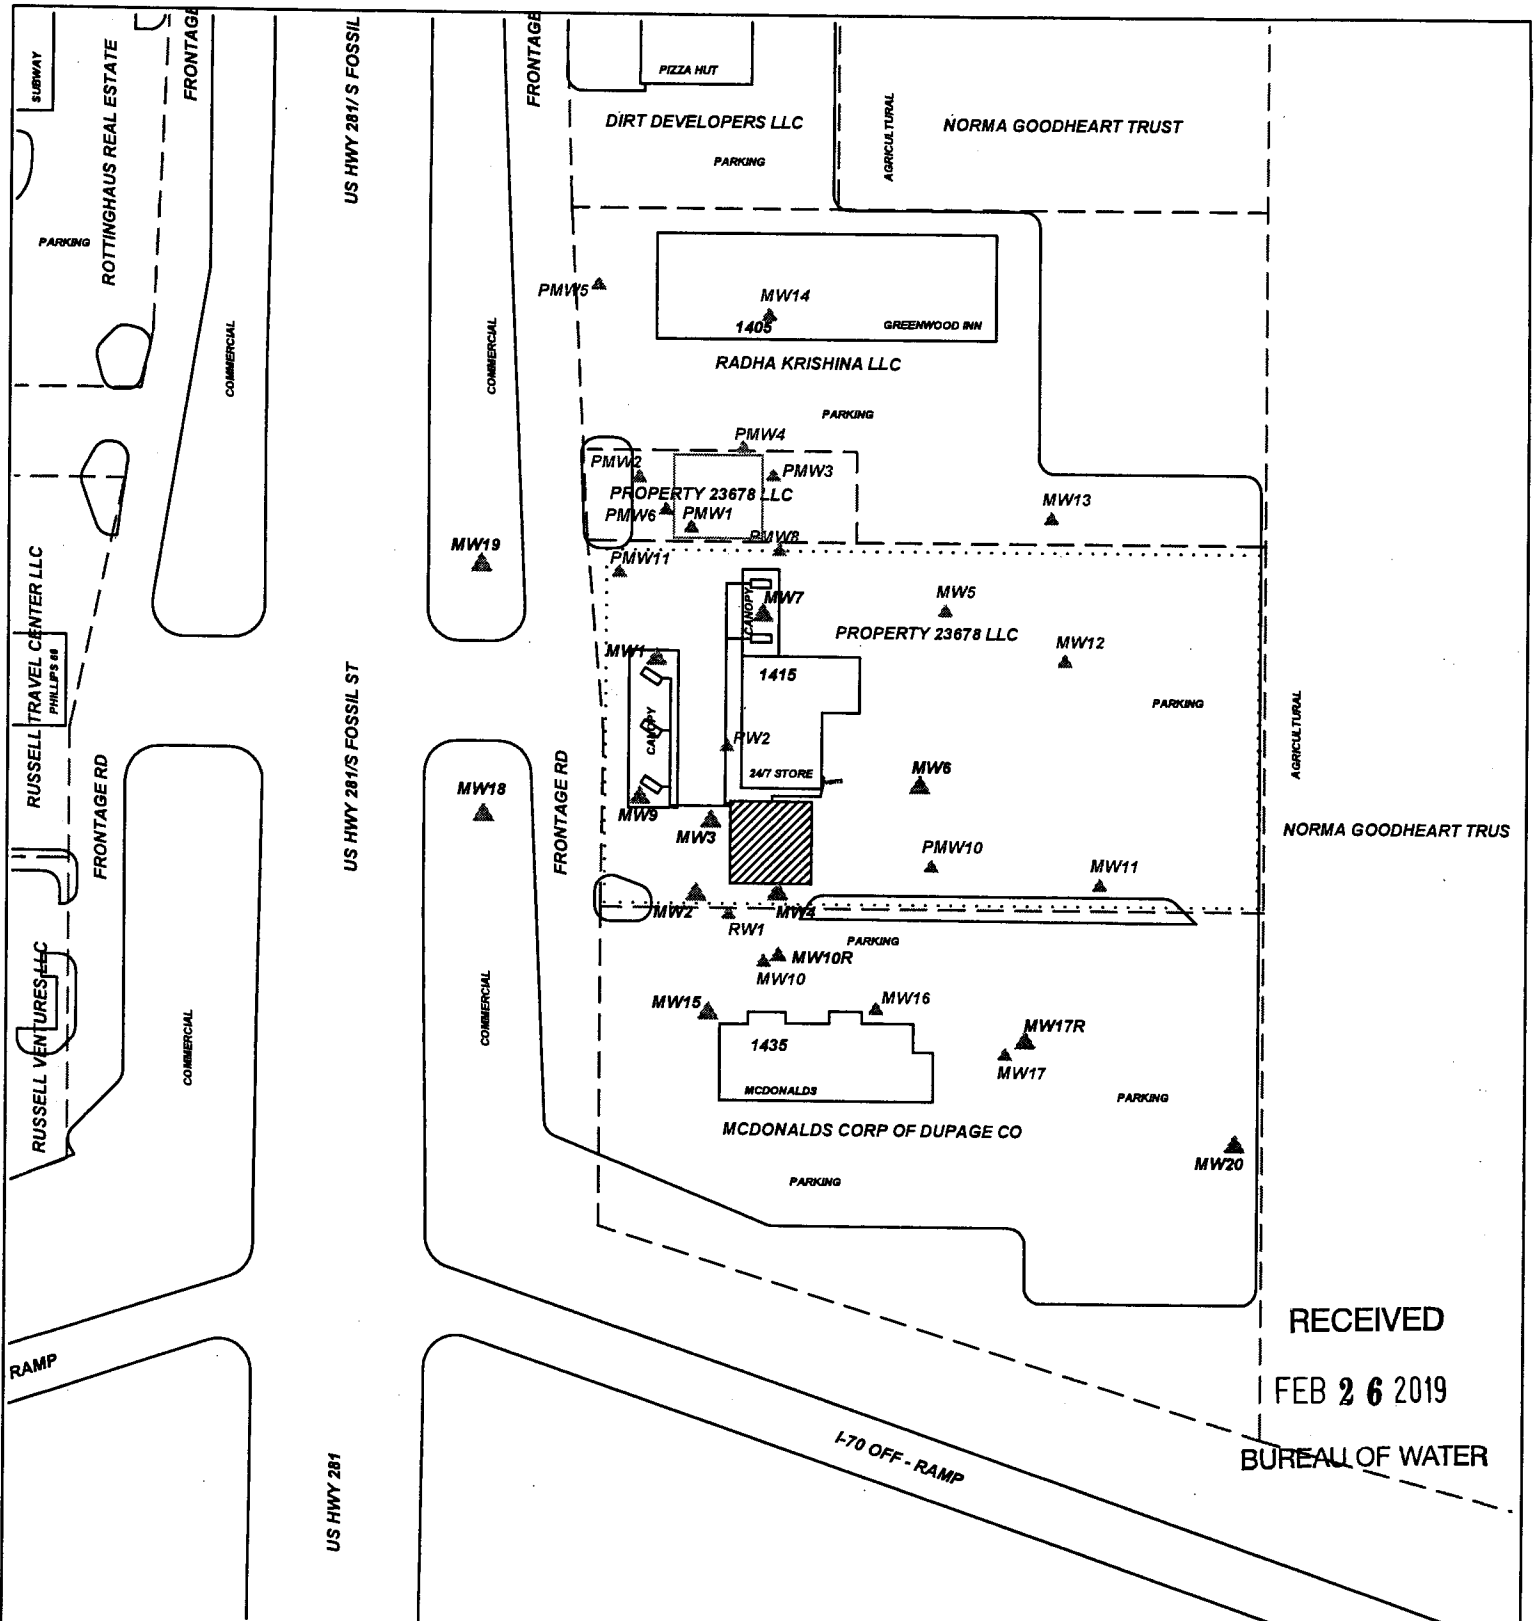 SUBWAY
ROTTINGHAUS REAL ESTATE
FRONTAGE
US HWY 281/ S FOSSIL
FRONTAGE
PIZZA HUT
DIRT DEVELOPERS LLC
PARKING
AGRICULTURAL
NORMA GOODHEART TRUST
PARKING
COMMERCIAL
COMMERCIAL
PMW5
MW14
1405
GREENWOOD INN
RADHA KRISHINA LLC
PARKING
PMW4
PMW2
PMW3
PROPERTY 23678 LLC
PMW6
PMW1
MW13
MW19
PMW8
PMW11
MW7
CANOPY
MW5
PROPERTY 23678 LLC
MW12
RUSSELL TRAVEL CENTER LLC
PHILLIPS 66
MW1
1415
PARKING
AGRICULTURAL
US HWY 281/S FOSSIL ST
CANOPY
RW2
24/7 STORE
MW6
FRONTAGE RD
MW18
FRONTAGE RD
MW9
MW3
NORMA GOODHEART TRUS
PMW10
MW11
MW2
MW4
RW1
PARKING
MW10R
MW10
RUSSELL VENTURES LLC
COMMERCIAL
COMMERCIAL
MW15
MW16
1435
MW17R
MW17
MCDONALDS
PARKING
MCDONALDS CORP OF DUPAGE CO
MW20
PARKING
RECEIVED
FEB 26 2019
BUREAU OF WATER
RAMP
I-70 OFF - RAMP
US HWY 281